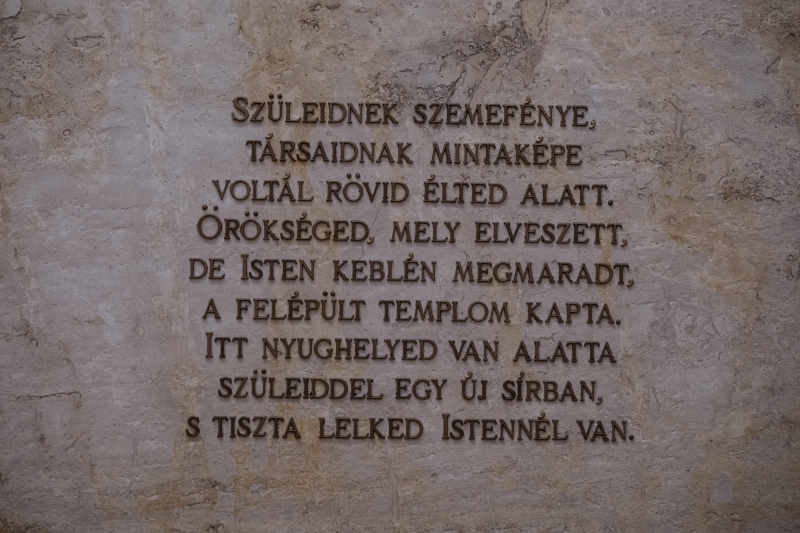 Szüleidnek szemefénye,
társaidnak mintaképe
voltál rövid élted alatt.
Örökséged, mely elveszett,
de Isten keblén megmaradt,
a felépült templom kapta.
Itt nyughelyed van alatta
szüleiddel egy új sírban,
s tiszta lelked Istennél van.